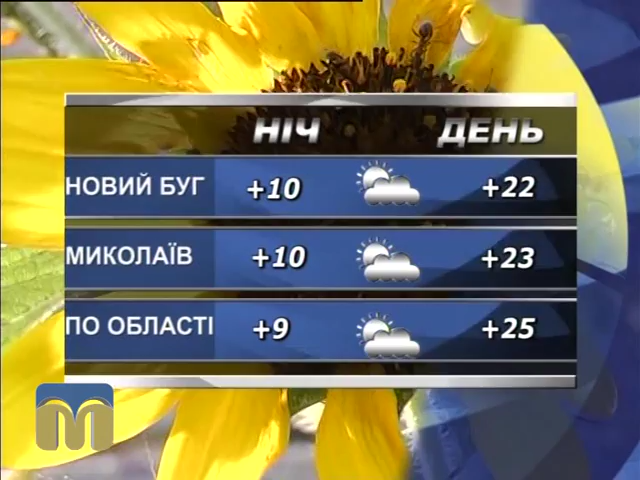 НІЧ ДЕНЬ
НОВИЙ БУГ +10 +22
МИКОЛАЇВ +10 +23
ПО ОБЛАСТІ +9 +25
М